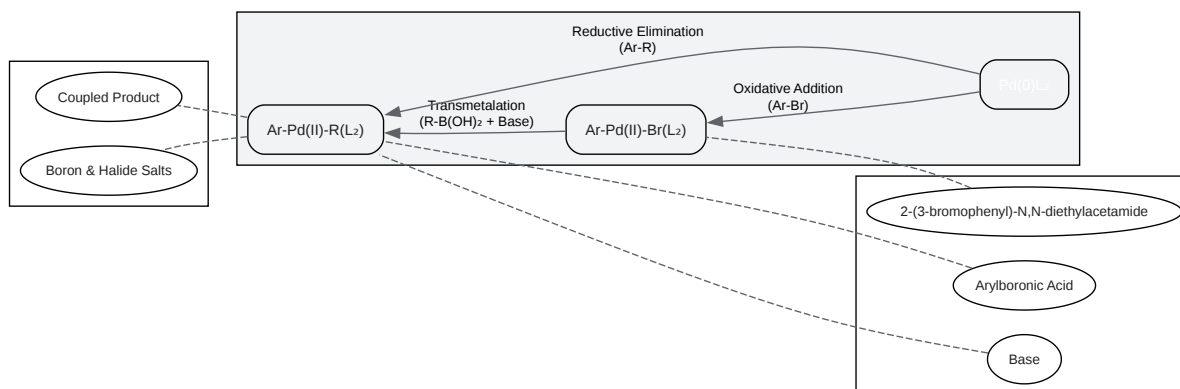 Reductive Elimination
(Ar-R)
Coupled Product
Oxidative Addition
(Ar-Br)
Pd(0)L₂
Transmetalation
(R-B(OH)₂ + Base)
Ar-Pd(II)-R(L₂)
Ar-Pd(II)-Br(L₂)
Boron & Halide Salts
2-(3-bromophenyl)-N,N-diethylacetamide
Arylboronic Acid
Base